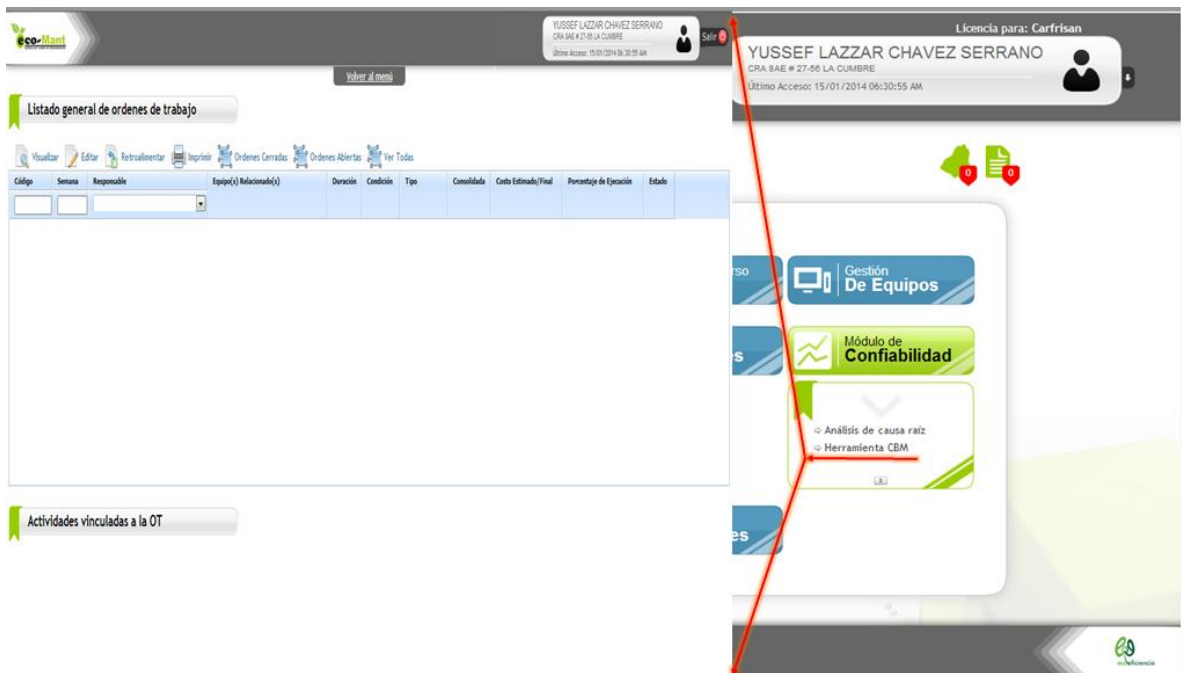 eco-Mant
YUSSEF LAZZAR CHAVEZ SERRANO
CRA 8AE # 27-56 LA CUMBRE
Último Acceso: 15/01/2014 06:30:55 AM
Salir
Volver al menú
Listado general de ordenes de trabajo
Visualizar Editar Retroalimentar Imprimir Ordenes Cerradas Ordenes Abiertas Ver Todas
Código Semana Responsable Equipo(s) Relacionado(s) Duración Condición Tipo Consolidada Costo Estimado/Final Porcentaje de Ejecución Estado
Actividades vinculadas a la OT
Licencia para: Carfrisan
YUSSEF LAZZAR CHAVEZ SERRANO
CRA 8AE # 27-56 LA CUMBRE
Último Acceso: 15/01/2014 06:30:55 AM
0 0
rso
Gestión
De Equipos
s
Módulo de
Confiabilidad
Análisis de causa raíz
Herramienta CBM
es
ecoeficiencia